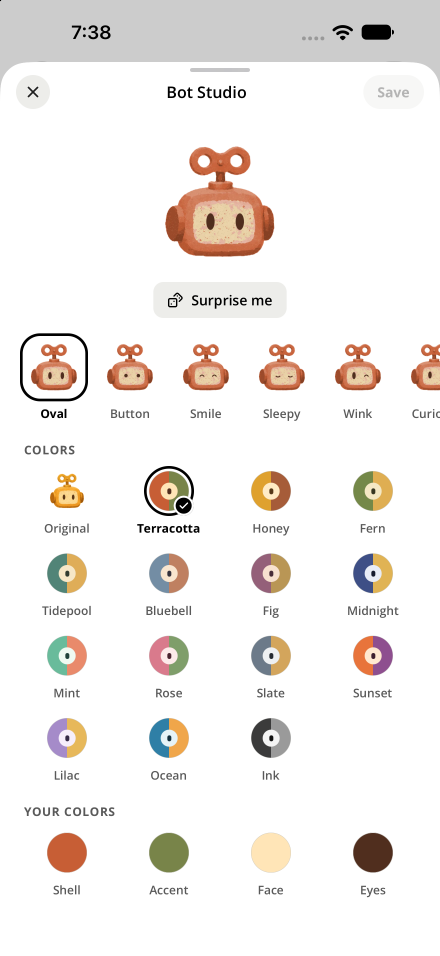 7:38
Bot Studio
Save
Surprise me
Oval Button Smile Sleepy Wink
COLORS
Original Terracotta Honey Fern
Tidepool Bluebell Fig Midnight
Mint Rose Slate Sunset
Lilac Ocean Ink
YOUR COLORS
Shell Accent Face Eyes